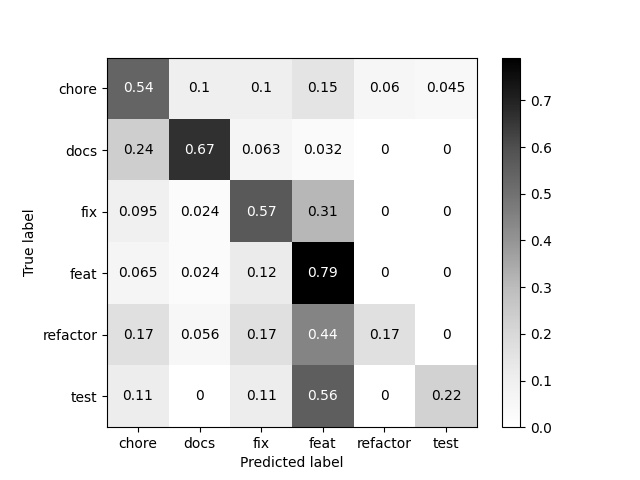 chore 0.54 0.1 0.1 0.15 0.06 0.045
docs 0.24 0.67 0.063 0.032 0 0
fix 0.095 0.024 0.57 0.31 0 0
feat 0.065 0.024 0.12 0.79 0 0
refactor 0.17 0.056 0.17 0.44 0.17 0
test 0.11 0 0.11 0.56 0 0.22
chore docs fix feat refactor test
Predicted label
True label
0.7
0.6
0.5
0.4
0.3
0.2
0.1
0.0